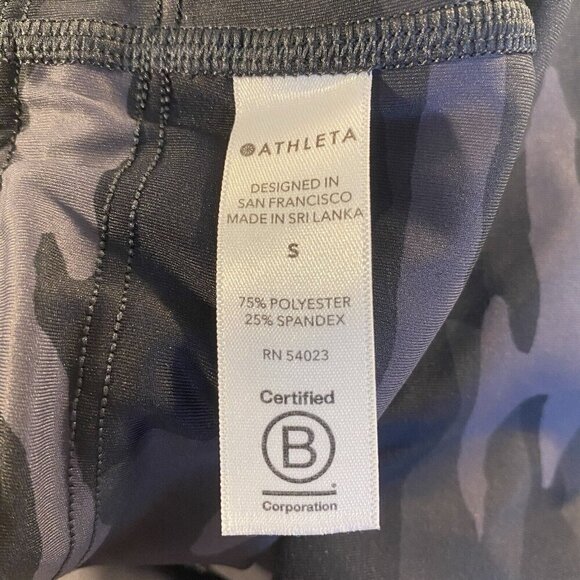 ATHLETA
DESIGNED IN
SAN FRANCISCO
MADE IN SRI LANKA
S
75% POLYESTER
25% SPANDEX
RN 54023
Certified
B
Corporation